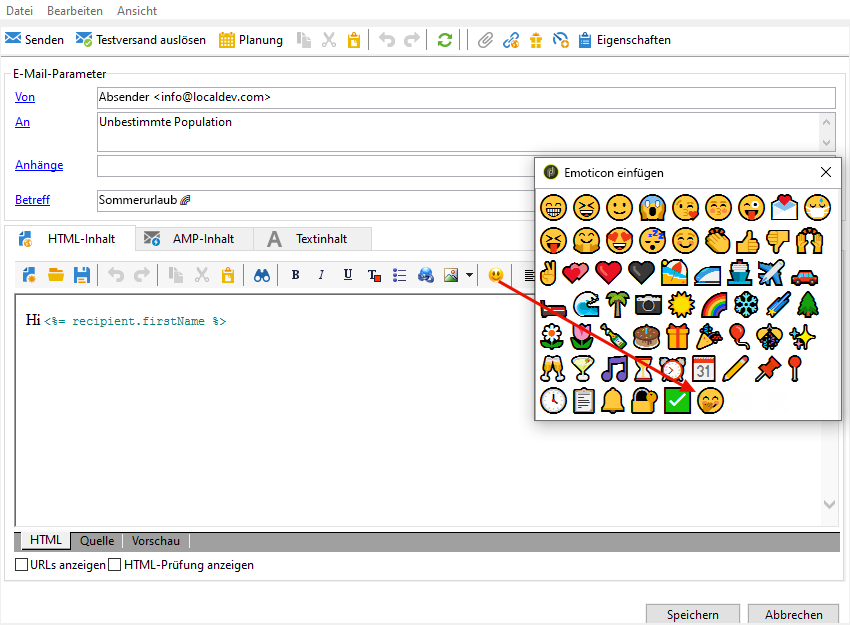 Datei Bearbeiten Ansicht
Senden Testversand auslösen Planung Eigenschaften
E-Mail-Parameter
Von Absender <info@localdev.com>
An Unbestimmte Population
Anhänge
Betreff Sommerurlaub
Emoticon einfügen
HTML-Inhalt AMP-Inhalt A Textinhalt
B I U T
Hi <%= recipient.firstName %>
31
HTML Quelle Vorschau
URLs anzeigen HTML-Prüfung anzeigen
Speichern Abbrechen